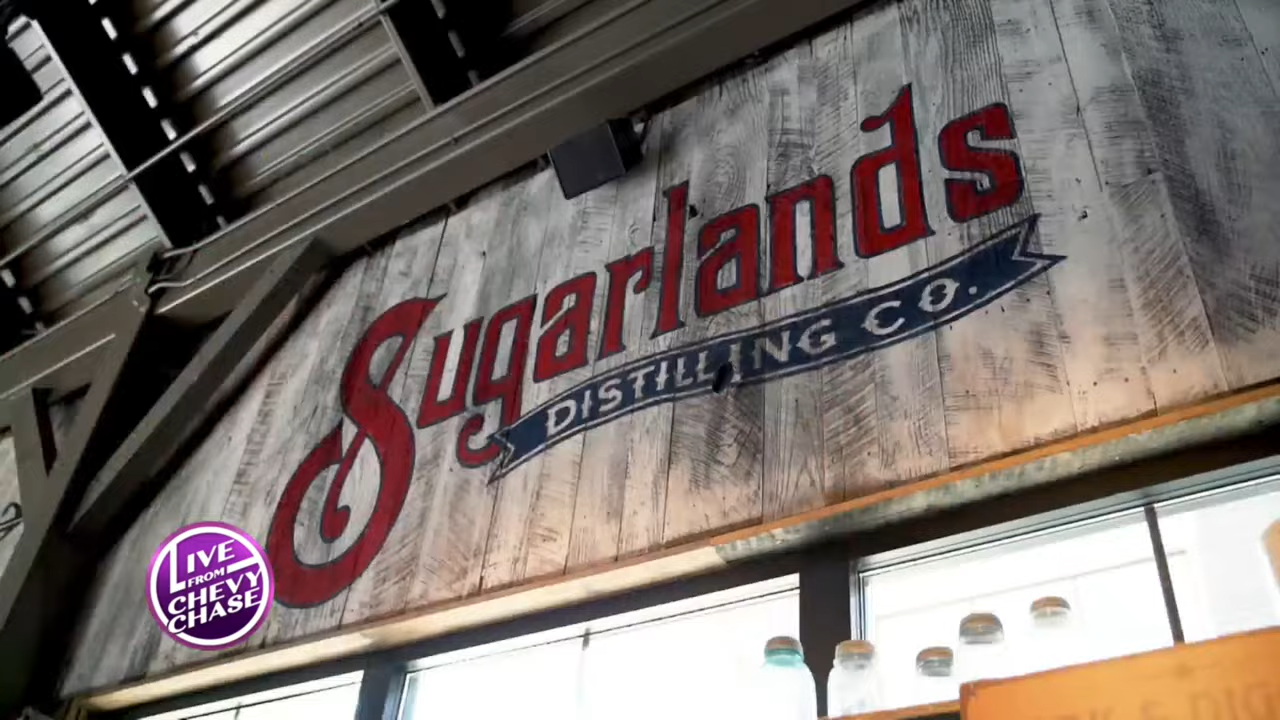 Sugarlands
DISTILLING CO.
LIVE
FROM
CHEVY
CHASE